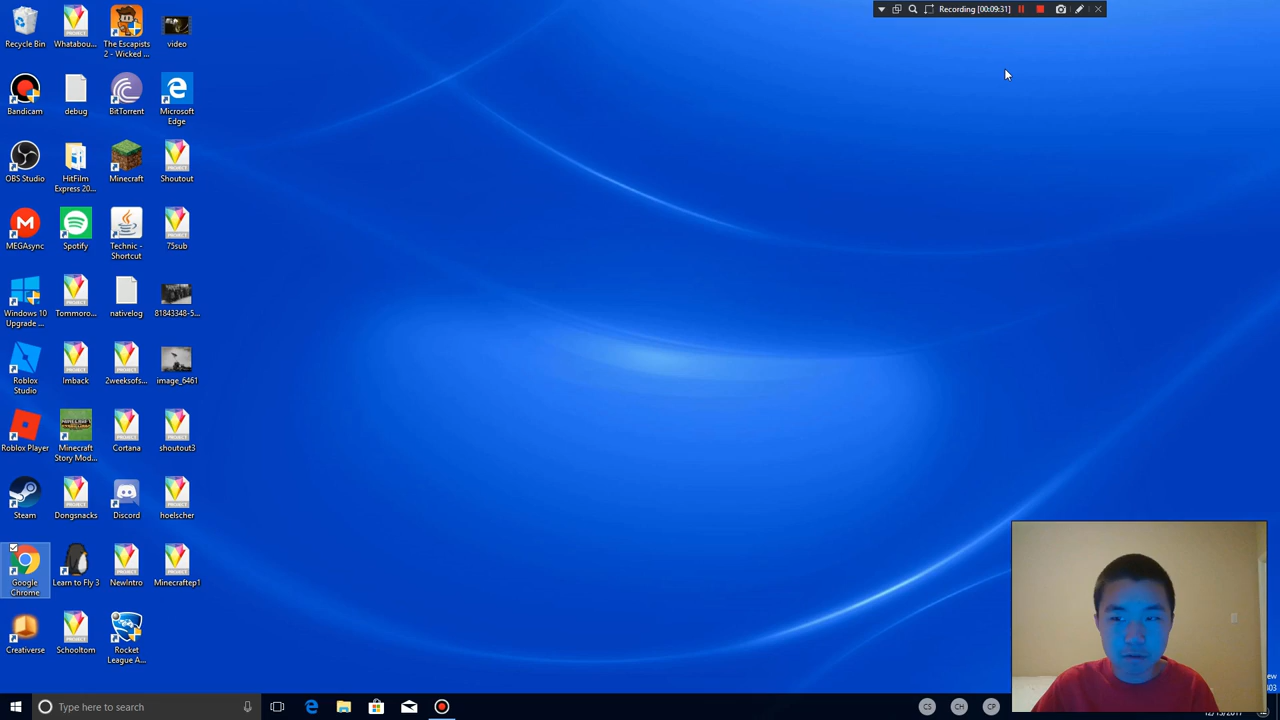 Recording [00:09:31]
Recycle Bin
Whatabou...
The Escapists
2 - Wicked ...
video
Bandicam
debug
BitTorrent
Microsoft
Edge
OBS Studio
HitFilm
Express 20...
Minecraft
Shoutout
MEGAsync
Spotify
Technic -
Shortcut
75sub
Windows 10
Upgrade ...
Tommoro...
nativelog
81843348-5...
Roblox
Studio
Imback
2weeksofs...
image_6461
Roblox Player
Minecraft
Story Mod...
Cortana
shoutout3
Steam
Dongsnacks
Discord
hoelscher
Google
Chrome
Learn to Fly 3
NewIntro
Minecraftep1
Creativerse
Schooltom
Rocket
League A...
Type here to search
CS
CH
CP